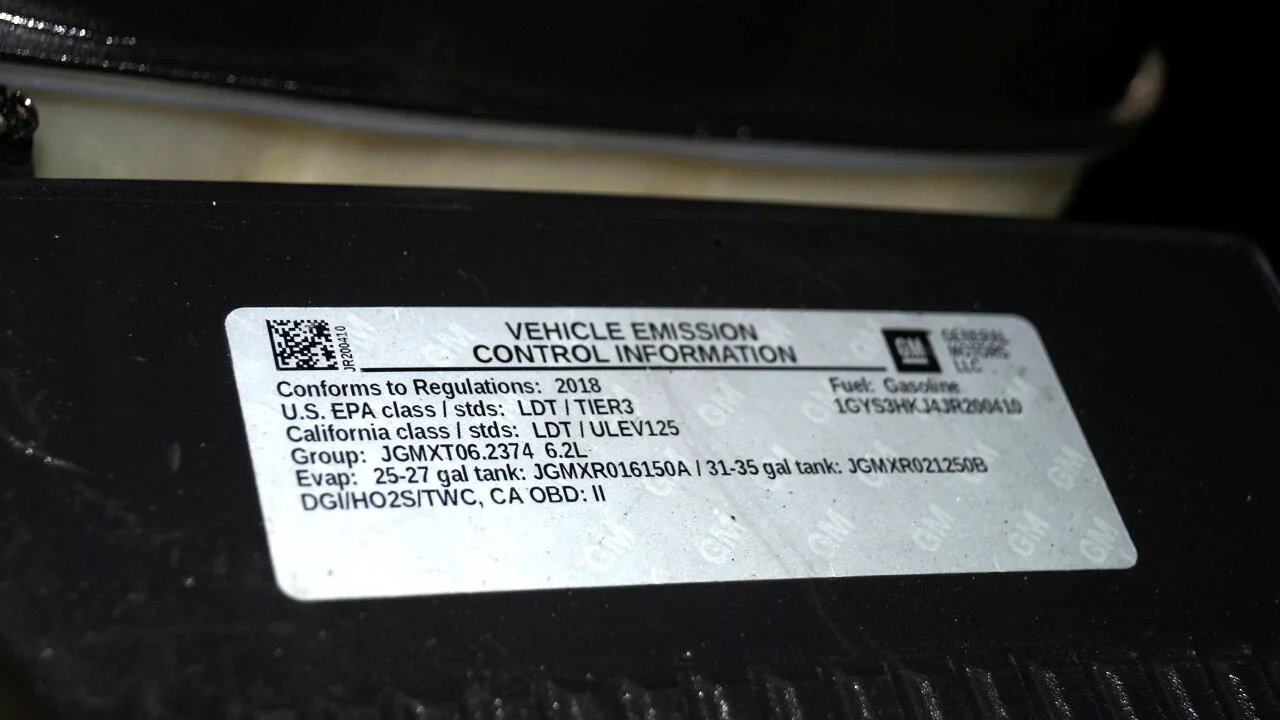 JR200410
VEHICLE EMISSION
CONTROL INFORMATION
GM
GENERAL
MOTORS
LLC
Conforms to Regulations: 2018
Fuel: Gasoline
U.S. EPA class / stds: LDT / TIER3
1GYS3HKJ4JR200410
California class / stds: LDT / ULEV125
Group: JGMXT06.2374 6.2L
Evap: 25-27 gal tank: JGMXR016150A / 31-35 gal tank: JGMXR021250B
DGI/HO2S/TWC, CA OBD: II